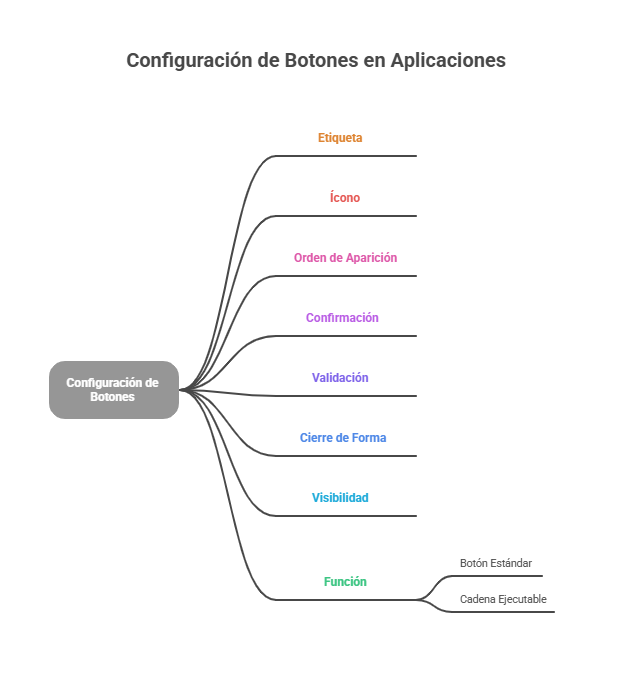 Configuración de Botones en Aplicaciones
Etiqueta
Ícono
Orden de Aparición
Confirmación
Validación
Configuración de
Botones
Cierre de Forma
Visibilidad
Función
Botón Estándar
Cadena Ejecutable